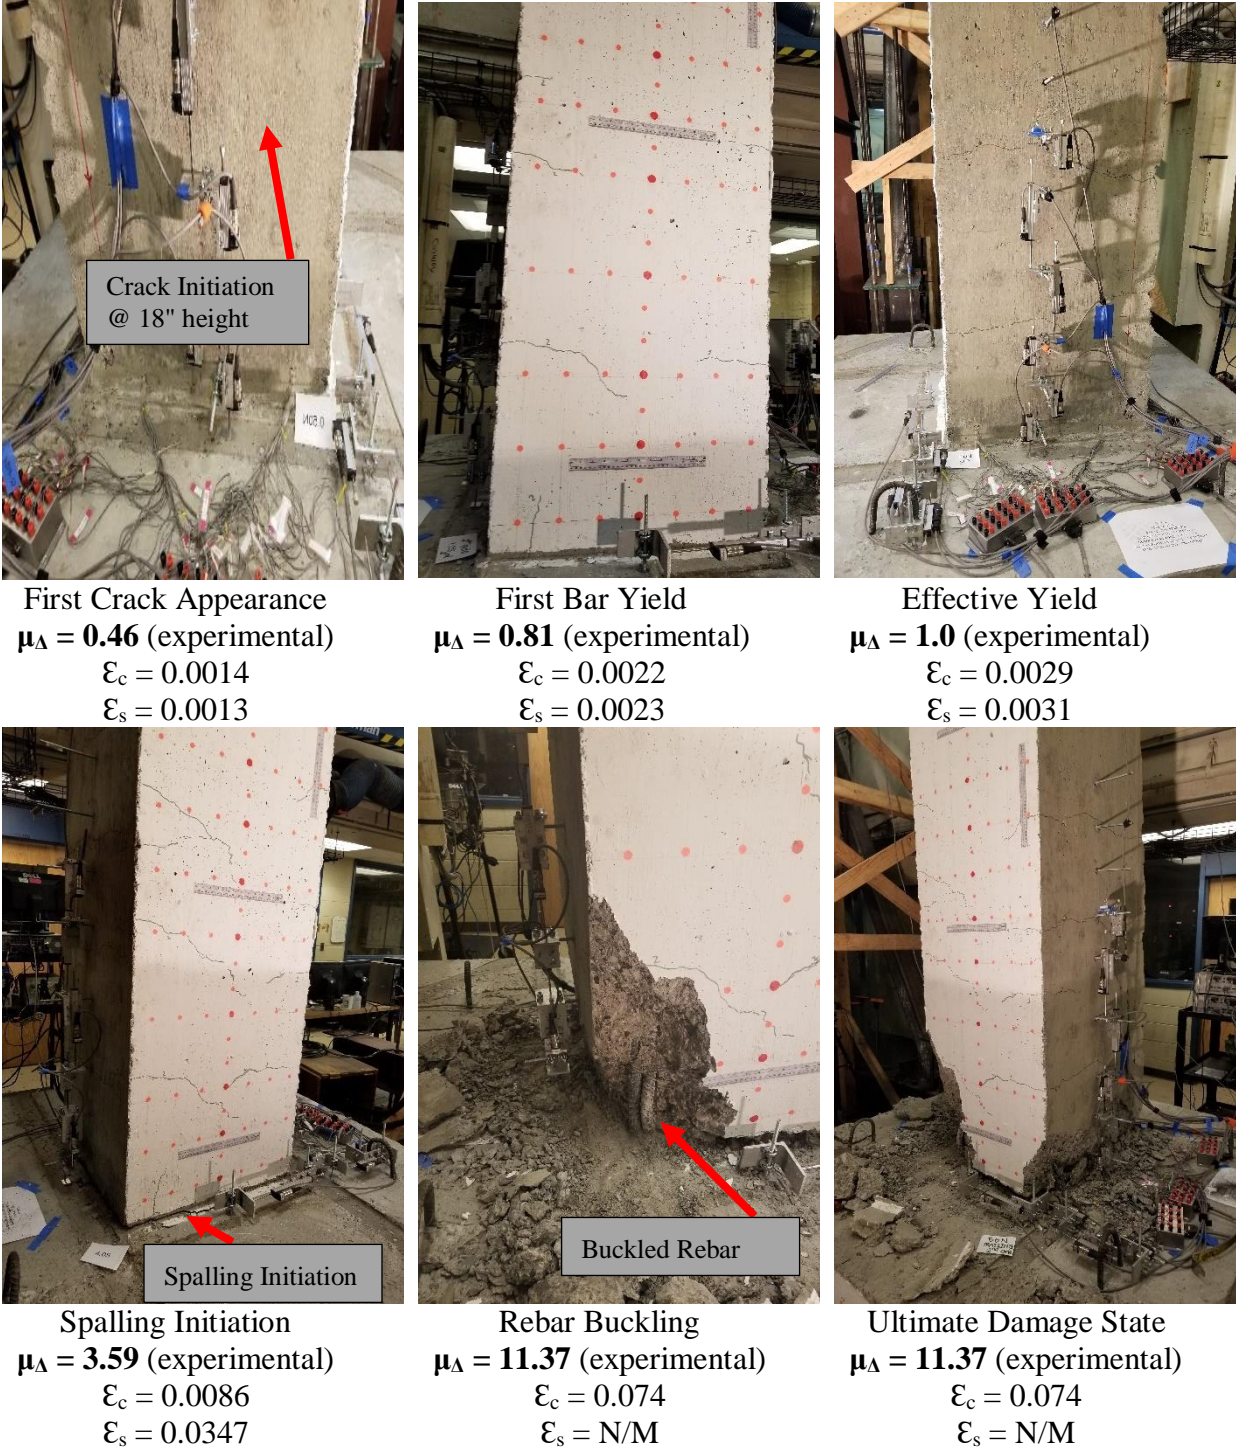 Crack Initiation
@ 18" height
First Crack Appearance
μΔ = 0.46 (experimental)
Ɛc = 0.0014
Ɛs = 0.0013
First Bar Yield
μΔ = 0.81 (experimental)
Ɛc = 0.0022
Ɛs = 0.0023
Effective Yield
μΔ = 1.0 (experimental)
Ɛc = 0.0029
Ɛs = 0.0031
Spalling Initiation
Spalling Initiation
μΔ = 3.59 (experimental)
Ɛc = 0.0086
Ɛs = 0.0347
Buckled Rebar
Rebar Buckling
μΔ = 11.37 (experimental)
Ɛc = 0.074
Ɛs = N/M
Ultimate Damage State
μΔ = 11.37 (experimental)
Ɛc = 0.074
Ɛs = N/M